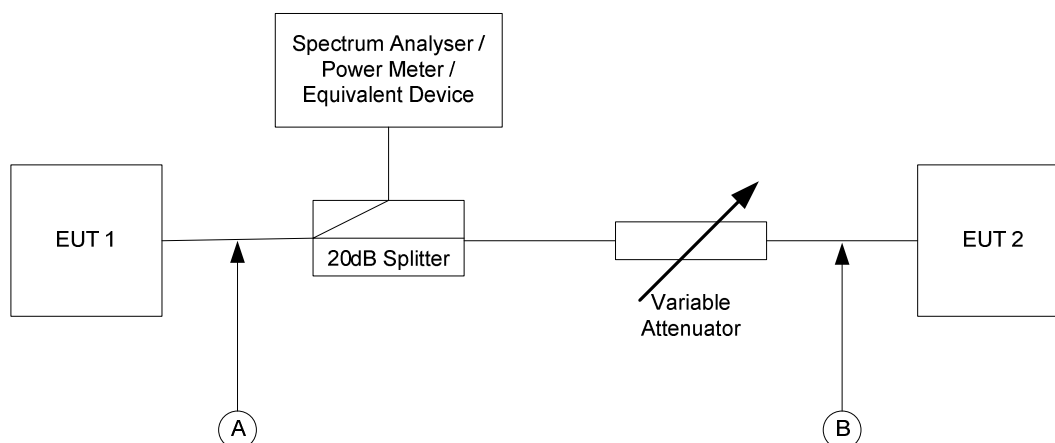 Spectrum Analyser /
Power Meter /
Equivalent Device
EUT 1
20dB Splitter
Variable
Attenuator
EUT 2
A
B